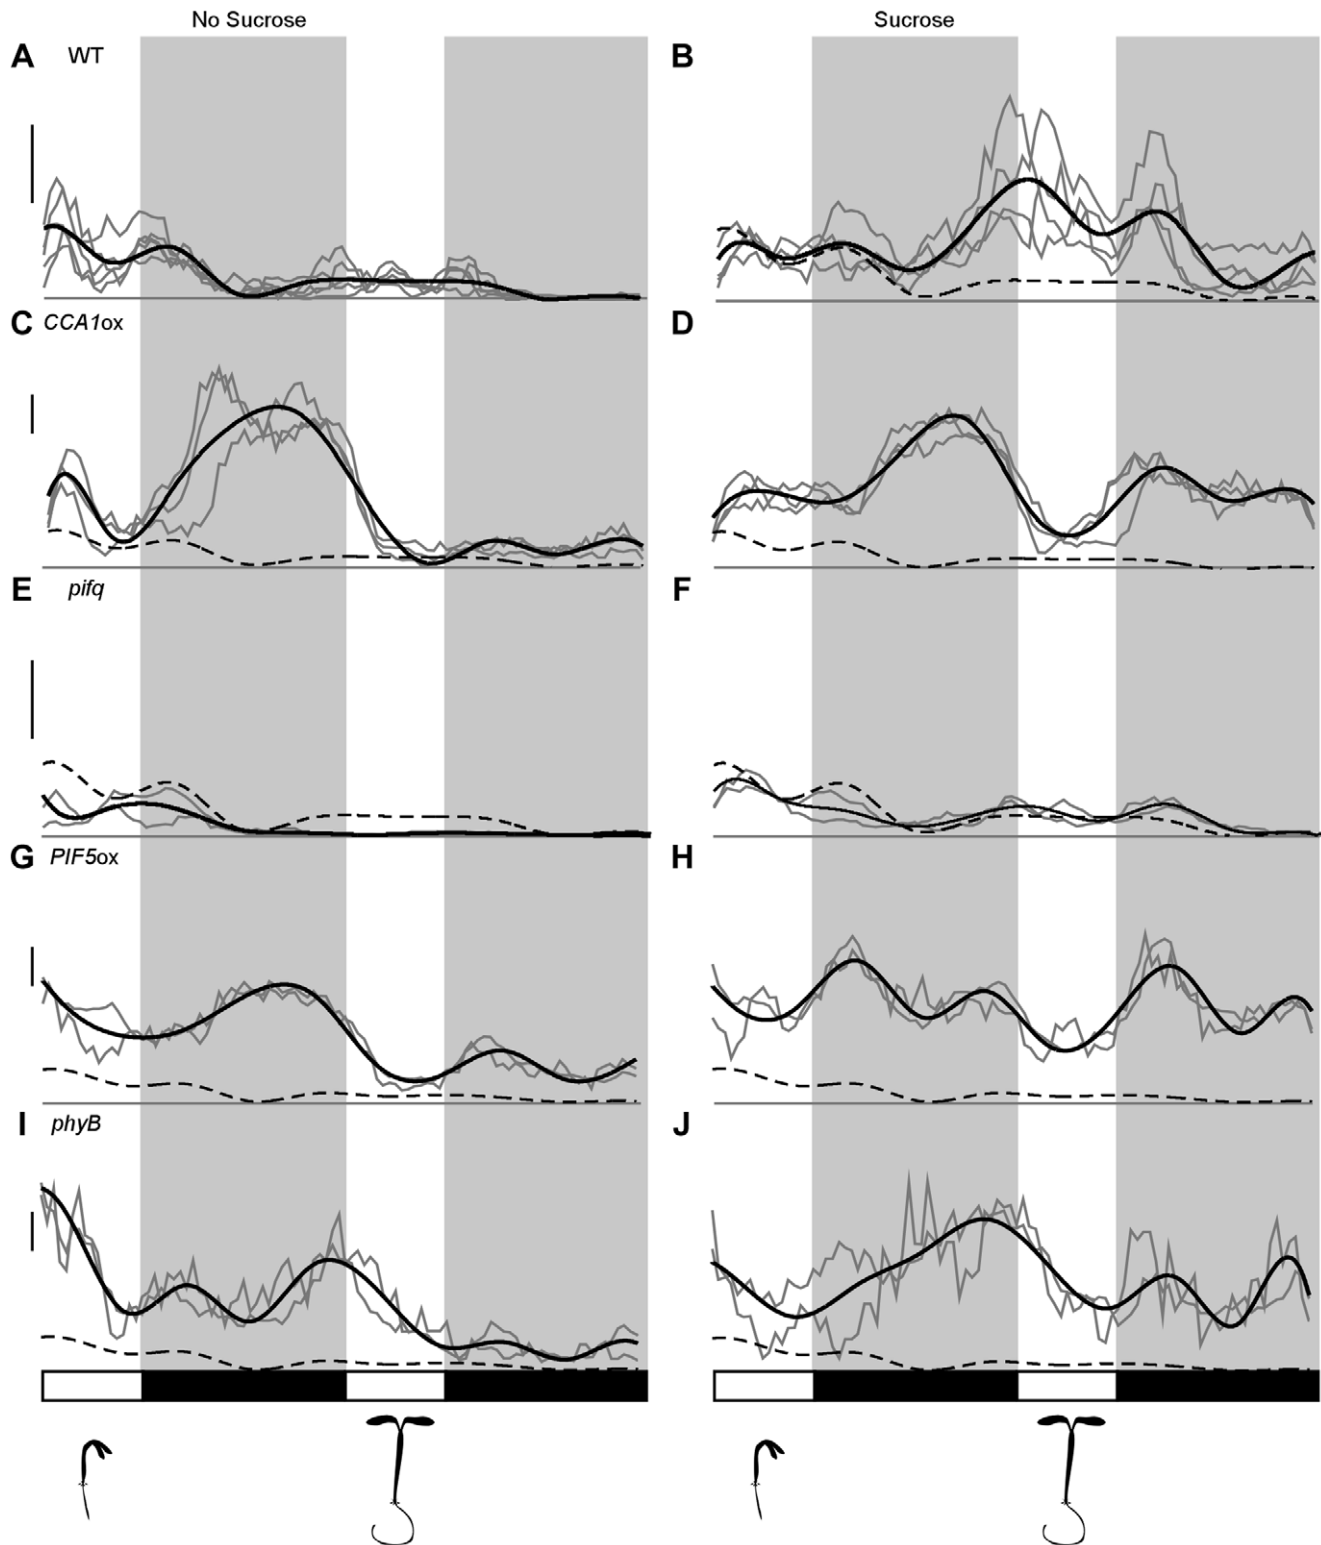 No Sucrose Sucrose
A WT B
C CCA1ox D
E pifq F
G PIF5ox H
I phyB J